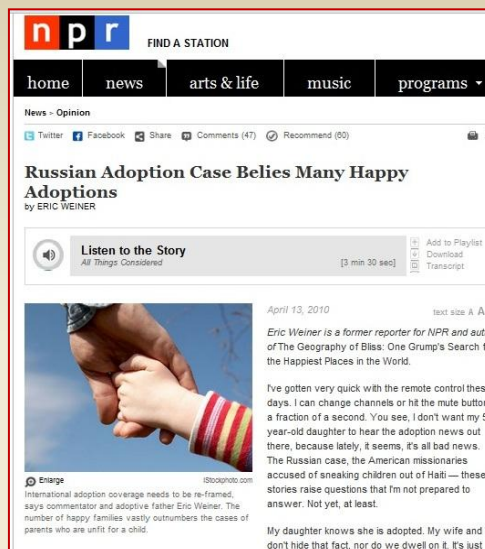 npr
FIND A STATION
home news arts & life music programs
News > Opinion
Twitter Facebook Share Comments (47) Recommend (60)
Russian Adoption Case Belies Many Happy
Adoptions
by ERIC WEINER
Listen to the Story
All Things Considered
[3 min 30 sec]
Add to Playlist
Download
Transcript
iStockphoto.com
Enlarge
International adoption coverage needs to be re-framed,
says commentator and adoptive father Eric Weiner. The
number of happy families vastly outnumbers the cases of
parents who are unfit for a child.
April 13, 2010
text size A A
Eric Weiner is a former reporter for NPR and
of The Geography of Bliss: One Grump's Search
the Happiest Places in the World.
I've gotten very quick with the remote control
days. I can change channels or hit the mute
a fraction of a second. You see, I don't want my
year-old daughter to hear the adoption news out
there, because lately, it seems, it's all bad news.
The Russian case, the American missionaries
accused of sneaking children out of Haiti — these
stories raise questions that I'm not prepared to
answer. Not yet, at least.
My daughter knows she is adopted. My wife and
don't hide that fact, nor do we dwell on it. It's just